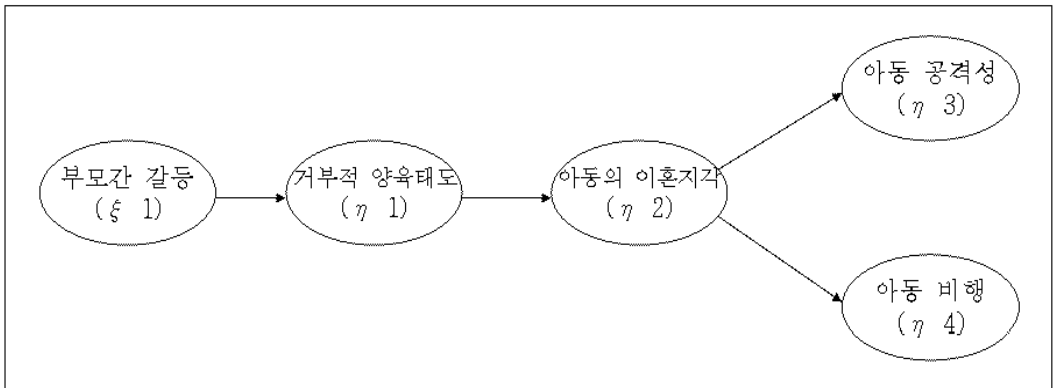 아동 공격성
(η 3)
부모간 갈등
(ξ 1)
거부적 양육태도
(η 1)
아동의 이혼지각
(η 2)
아동 비행
(η 4)